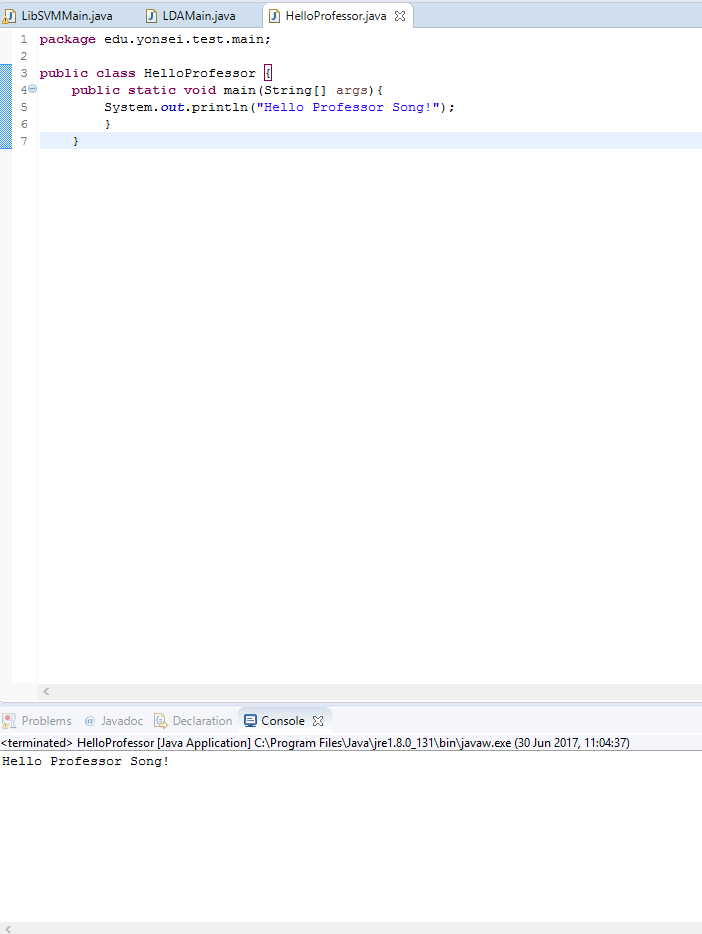 LibSVMMain.java LDAMain.java HelloProfessor.java
1 package edu.yonsei.test.main;
2
3 public class HelloProfessor {
4 public static void main(String[] args){
5 System.out.println("Hello Professor Song!");
6 }
7 }
Problems @ Javadoc Declaration Console
<terminated> HelloProfessor [Java Application] C:\Program Files\Java\jre1.8.0_131\bin\javaw.exe (30 Jun 2017, 11:04:37)
Hello Professor Song!